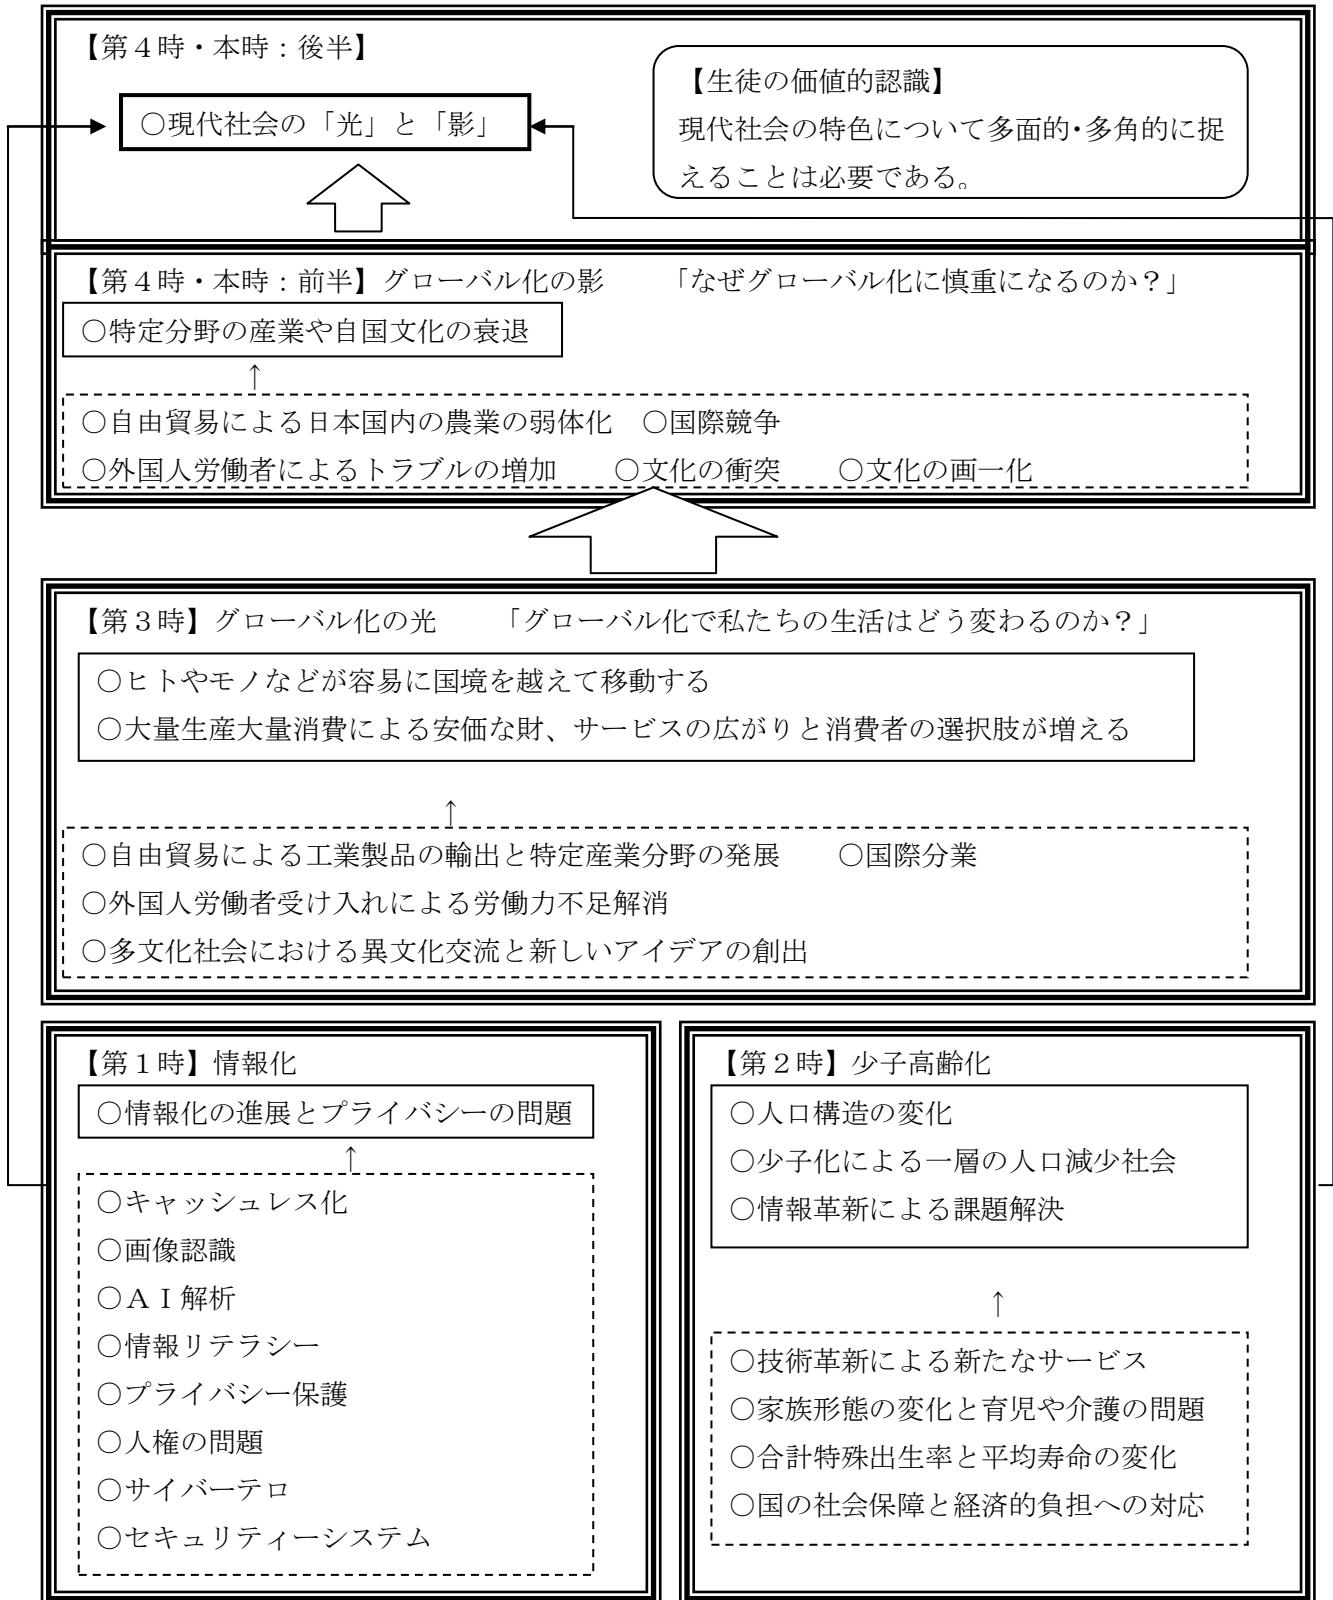 【第４時・本時：後半】
○現代社会の「光」と「影」
【生徒の価値的認識】
現代社会の特色について多面的･多角的に捉
えることは必要である。
【第４時・本時：前半】グローバル化の影　　「なぜグローバル化に慎重になるのか？」
○特定分野の産業や自国文化の衰退
↑
○自由貿易による日本国内の農業の弱体化　○国際競争
○外国人労働者によるトラブルの増加　　○文化の衝突　　○文化の画一化
【第３時】グローバル化の光　　「グローバル化で私たちの生活はどう変わるのか？」
○ヒトやモノなどが容易に国境を越えて移動する
○大量生産大量消費による安価な財、サービスの広がりと消費者の選択肢が増える
↑
○自由貿易による工業製品の輸出と特定産業分野の発展　　○国際分業
○外国人労働者受け入れによる労働力不足解消
○多文化社会における異文化交流と新しいアイデアの創出
【第１時】情報化
○情報化の進展とプライバシーの問題
↑
○キャッシュレス化
○画像認識
○ＡＩ解析
○情報リテラシー
○プライバシー保護
○人権の問題
○サイバーテロ
○セキュリティーシステム
【第２時】少子高齢化
○人口構造の変化
○少子化による一層の人口減少社会
○情報革新による課題解決
↑
○技術革新による新たなサービス
○家族形態の変化と育児や介護の問題
○合計特殊出生率と平均寿命の変化
○国の社会保障と経済的負担への対応